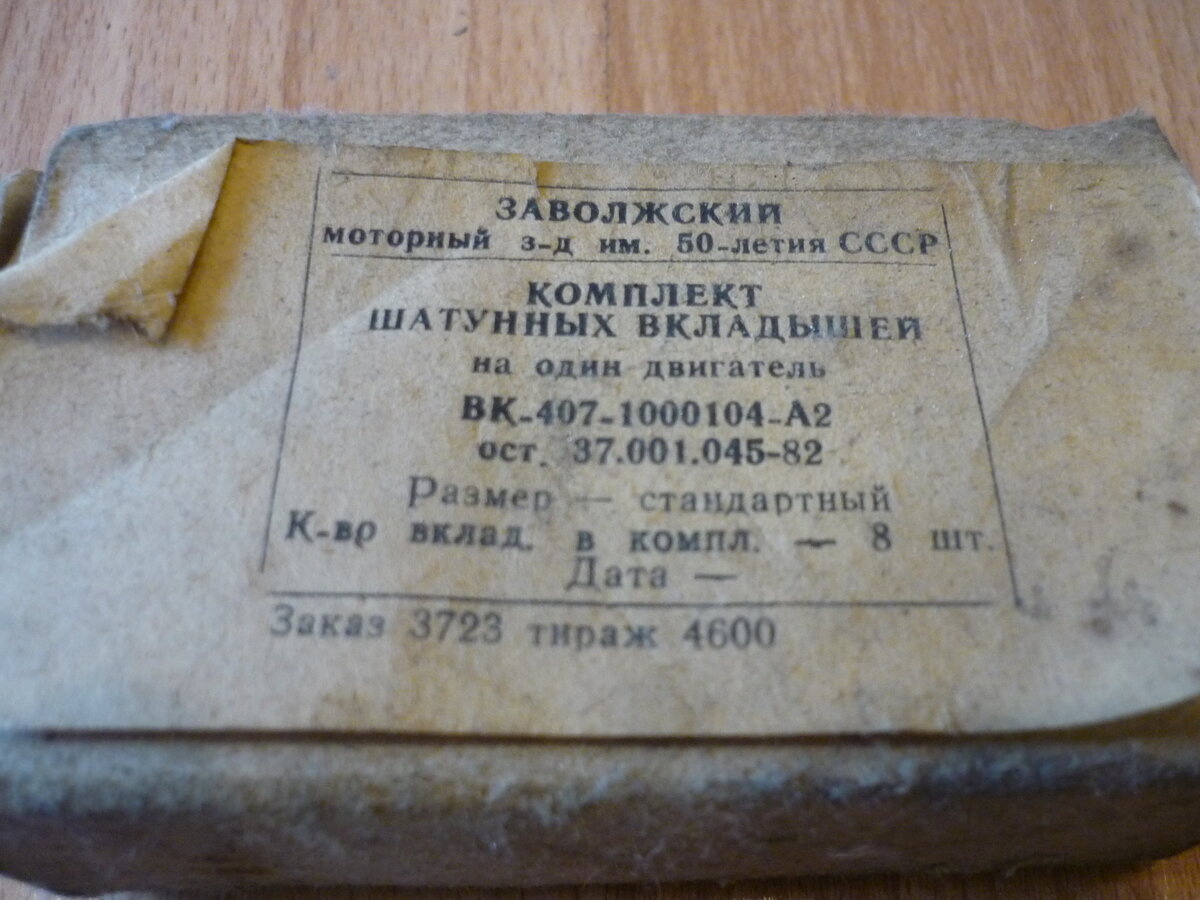 ЗАВОЛЖСКИЙ
моторный з-д им. 50-летия СССР
КОМПЛЕКТ
ШАТУННЫХ ВКЛАДЫШЕЙ
на один двигатель
ВК-407-1000104-А2
ост. 37.001.045-82
Размер — стандартный
К-во вклад. в компл. — 8 шт.
Дата —
Заказ 3723 тираж 4600